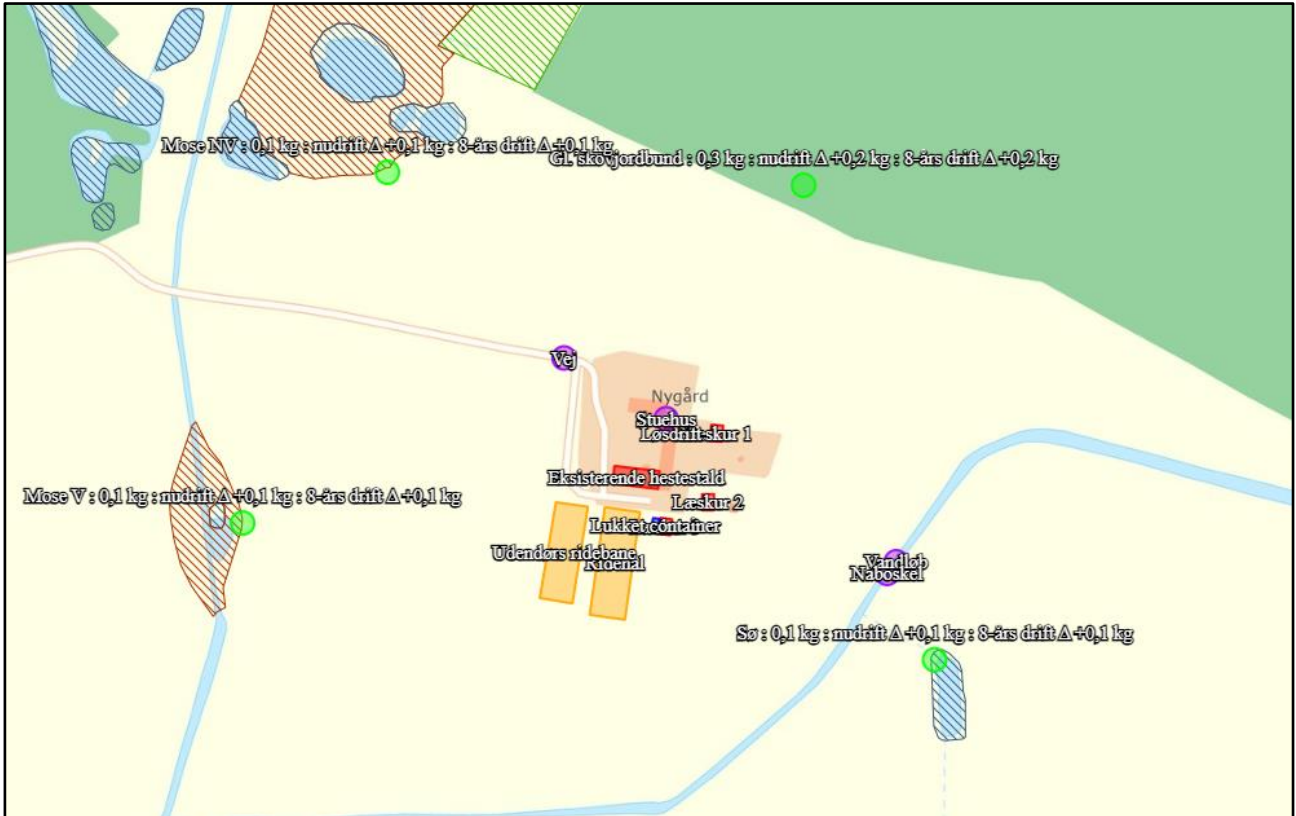 Mose NV : 0,1 kg : nudrift Δ +0,1 kg : 8-års drift Δ +0,1 kg
Gl. skovjordbund : 0,3 kg : nudrift Δ +0,2 kg : 8-års drift Δ +0,2 kg
Vej
Nygård
Stuehus
Løsdriftskur 1
Eksisterende hestestald
Mose V : 0,1 kg : nudrift Δ +0,1 kg : 8-års drift Δ +0,1 kg
Læskur 2
Lukket container
Udendørs ridebane
Ridehal
Vandløb
Naboskel
Sø : 0,1 kg : nudrift Δ +0,1 kg : 8-års drift Δ +0,1 kg